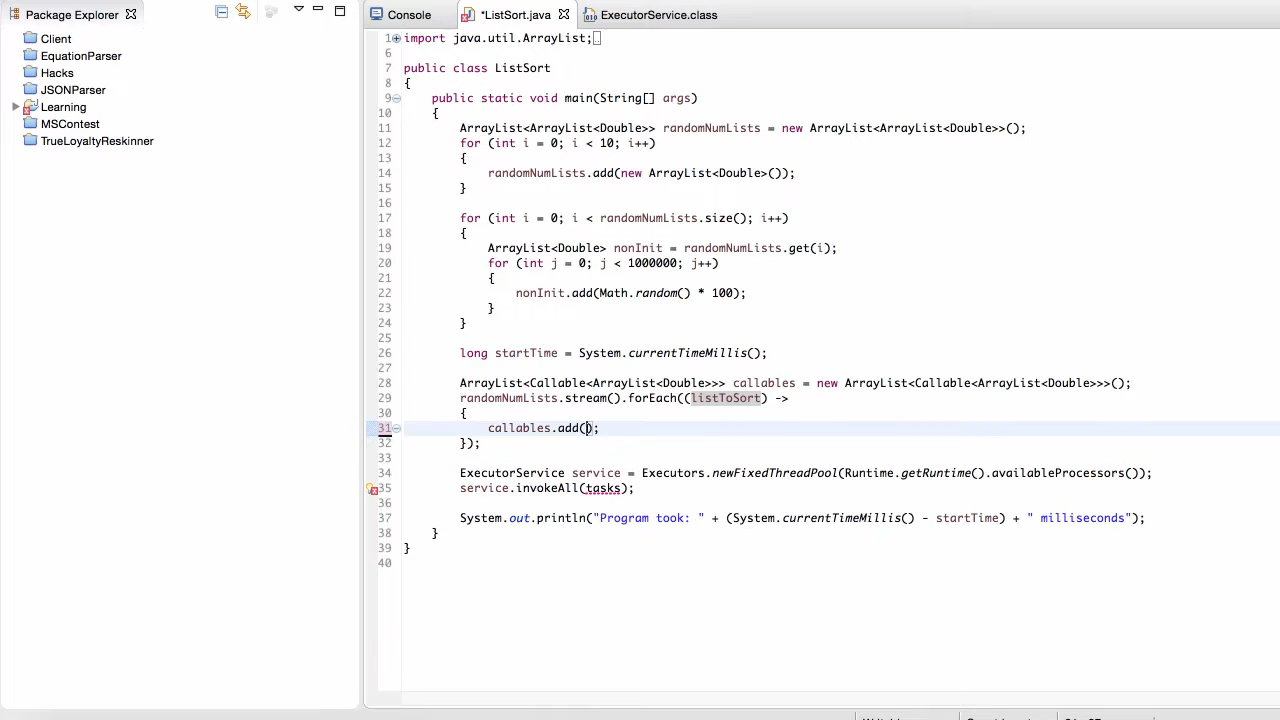 Package Explorer
Console
*ListSort.java
ExecutorService.class
Client
EquationParser
Hacks
JSONParser
Learning
MSContest
TrueLoyaltyReskinner
1 import java.util.ArrayList;
6
7 public class ListSort
8 {
9 public static void main(String[] args)
10 {
11 ArrayList<ArrayList<Double>> randomNumLists = new ArrayList<ArrayList<Double>>();
12 for (int i = 0; i < 10; i++)
13 {
14 randomNumLists.add(new ArrayList<Double>());
15 }
16
17 for (int i = 0; i < randomNumLists.size(); i++)
18 {
19 ArrayList<Double> nonInit = randomNumLists.get(i);
20 for (int j = 0; j < 1000000; j++)
21 {
22 nonInit.add(Math.random() * 100);
23 }
24 }
25
26 long startTime = System.currentTimeMillis();
27
28 ArrayList<Callable<ArrayList<Double>>> callables = new ArrayList<Callable<ArrayList<Double>>>();
29 randomNumLists.stream().forEach((listToSort) ->
30 {
31 callables.add();
32 });
33
34 ExecutorService service = Executors.newFixedThreadPool(Runtime.getRuntime().availableProcessors());
35 service.invokeAll(tasks);
36
37 System.out.println("Program took: " + (System.currentTimeMillis() - startTime) + " milliseconds");
38 }
39 }
40